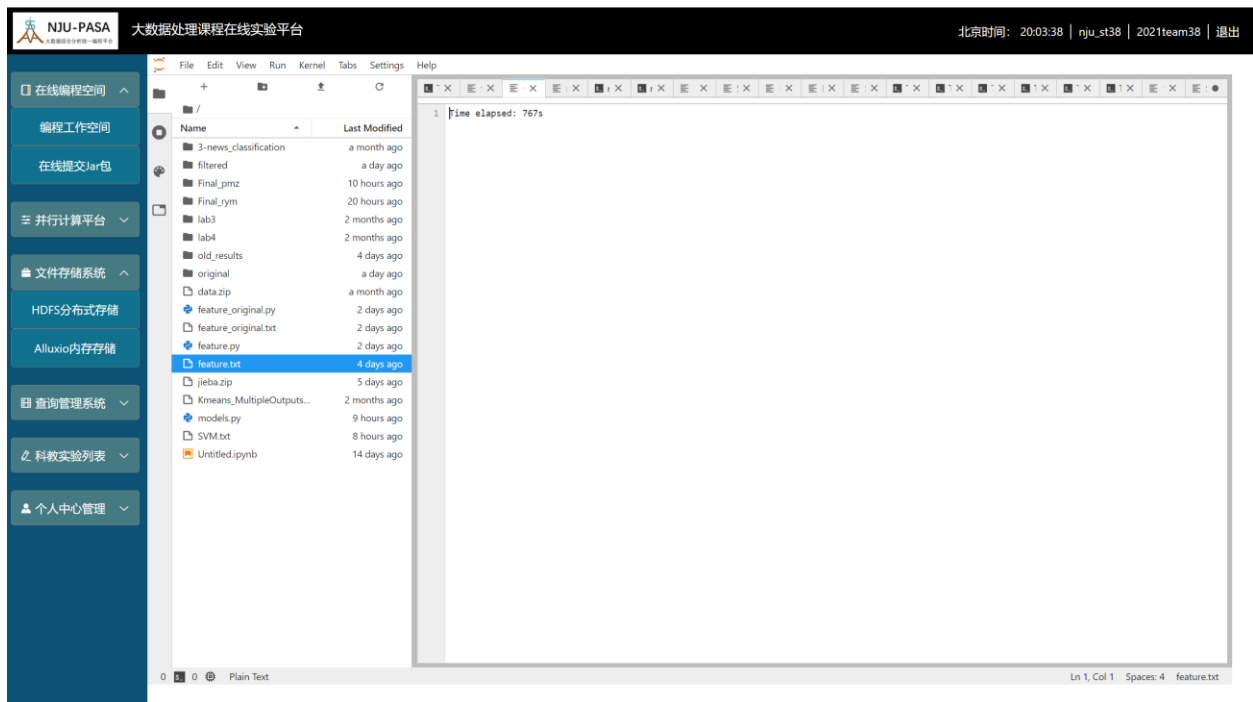 NJU-PASA
大数据处理课程在线实验平台
北京时间: 20:03:38 | nju_st38 | 2021team38 | 退出
在线编程空间
编程工作空间
在线提交Jar包
并行计算平台
文件存储系统
HDFS分布式存储
Alluxio内存存储
查询管理系统
科教实验列表
个人中心管理
File Edit View Run Kernel Tabs Settings Help
/
Name Last Modified
3-news_classification a month ago
filtered a day ago
Final_pmz 10 hours ago
Final_rym 20 hours ago
lab3 2 months ago
lab4 2 months ago
old_results 4 days ago
original a day ago
data.zip a month ago
feature_original.py 2 days ago
feature_original.txt 2 days ago
feature.py 2 days ago
feature.txt 4 days ago
jieba.zip 5 days ago
Kmeans_MultipleOutputs... 2 months ago
models.py 9 hours ago
SVM.txt 8 hours ago
Untitled.ipynb 14 days ago
1 Time elapsed: 767s
0 0 Plain Text
Ln 1, Col 1 Spaces: 4 feature.txt